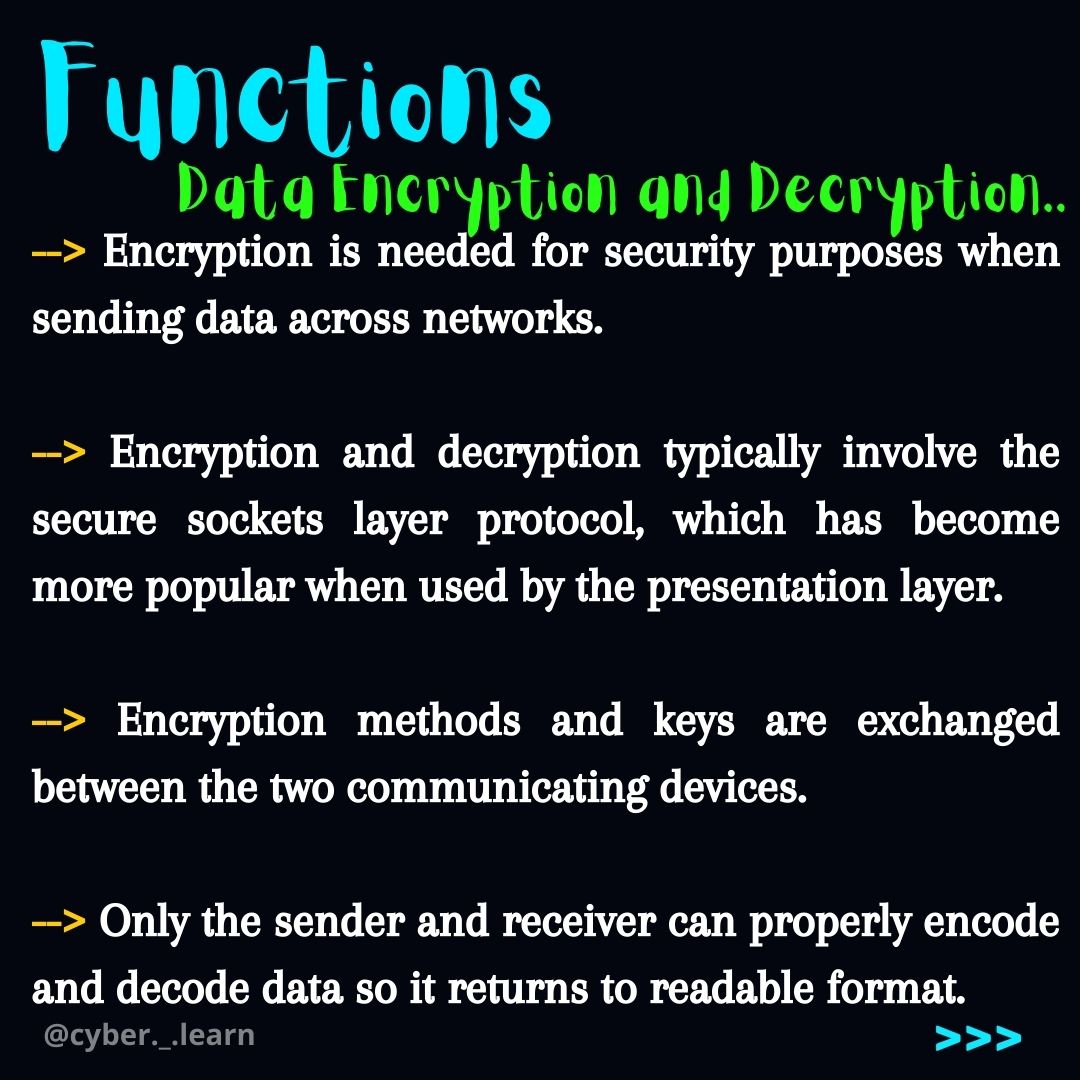 Functions
Data Encryption and Decryption..
--> Encryption is needed for security purposes when
sending data across networks.
--> Encryption and decryption typically involve the
secure sockets layer protocol, which has become
more popular when used by the presentation layer.
--> Encryption methods and keys are exchanged
between the two communicating devices.
--> Only the sender and receiver can properly encode
and decode data so it returns to readable format.
@cyber._.learn
>>>